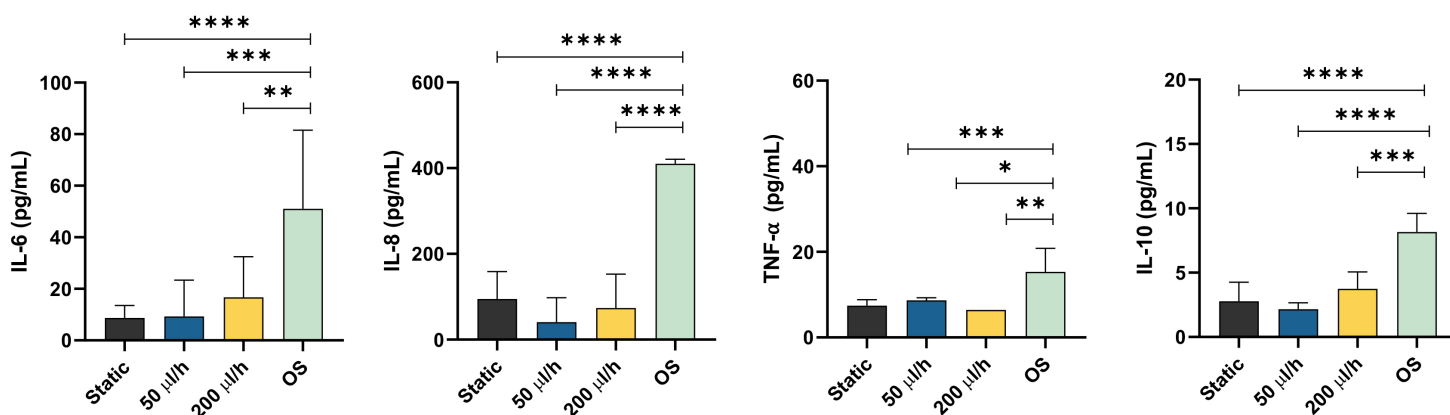 IL-6 (pg/mL)
100
80
60
40
20
0
****
***
**
Static
50 μl/h
200 μl/h
OS
IL-8 (pg/mL)
600
400
200
0
****
****
****
Static
50 μl/h
200 μl/h
OS
TNF-α (pg/mL)
60
40
20
0
***
*
**
Static
50 μl/h
200 μl/h
OS
IL-10 (pg/mL)
20
15
10
5
0
****
****
***
Static
50 μl/h
200 μl/h
OS